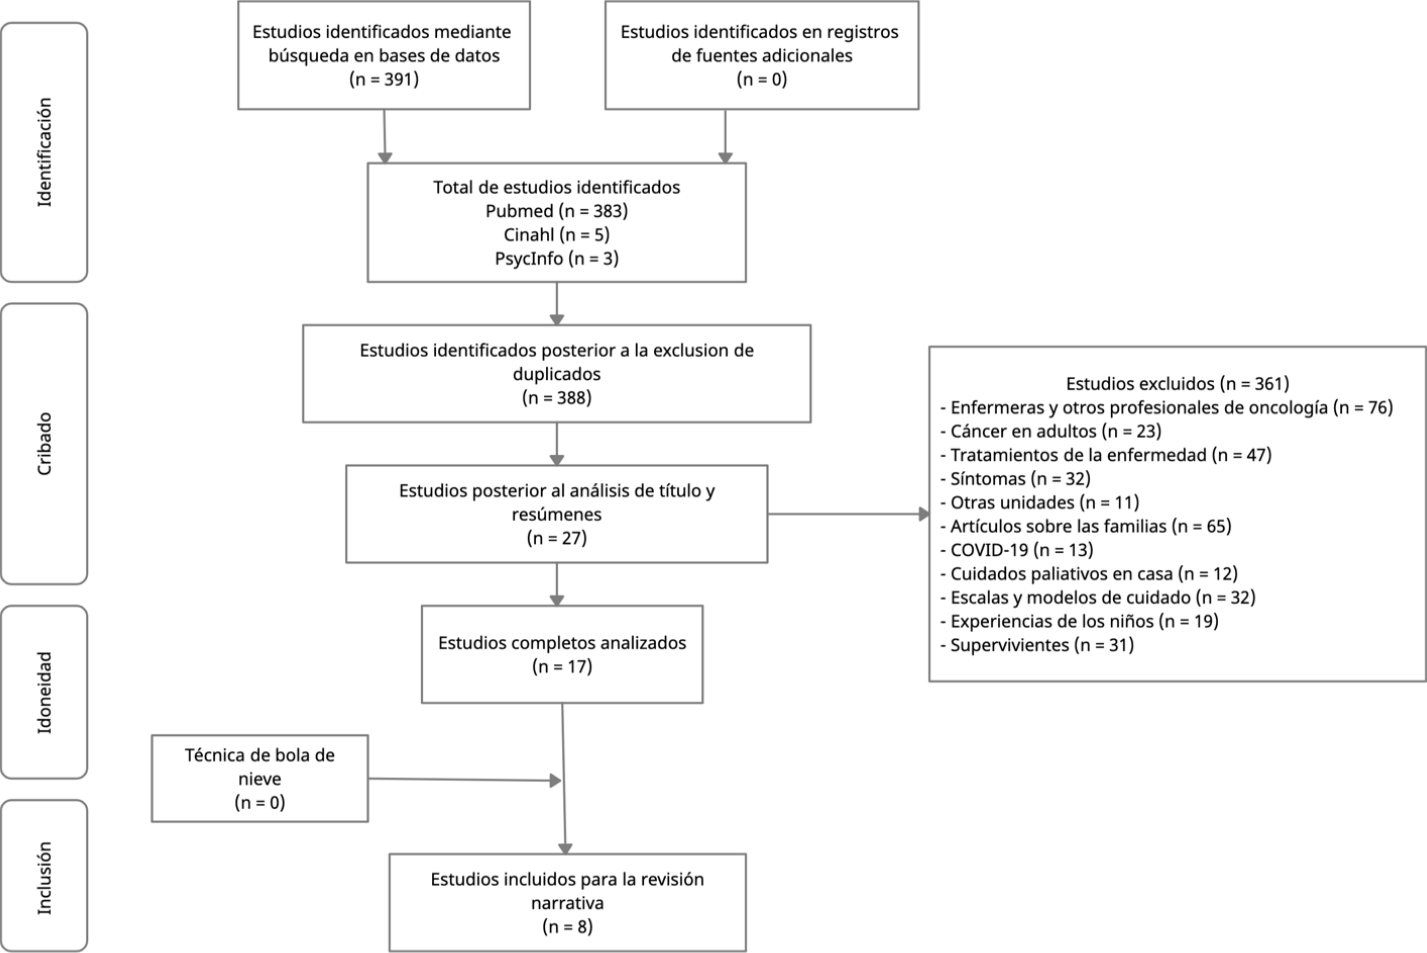 Estudios identificados mediante
búsqueda en bases de datos
(n = 391)
Estudios identificados en registros
de fuentes adicionales
(n = 0)
Identificación
Total de estudios identificados
Pubmed (n = 383)
Cinahl (n = 5)
PsycInfo (n = 3)
Cribado
Estudios identificados posterior a la exclusion de
duplicados
(n = 388)
Estudios posterior al análisis de título y
resúmenes
(n = 27)
Estudios excluidos (n = 361)
- Enfermeras y otros profesionales de oncología (n = 76)
- Cáncer en adultos (n = 23)
- Tratamientos de la enfermedad (n = 47)
- Síntomas (n = 32)
- Otras unidades (n = 11)
- Artículos sobre las familias (n = 65)
- COVID-19 (n = 13)
- Cuidados paliativos en casa (n = 12)
- Escalas y modelos de cuidado (n = 32)
- Experiencias de los niños (n = 19)
- Supervivientes (n = 31)
Idoneidad
Estudios completos analizados
(n = 17)
Técnica de bola de
nieve
(n = 0)
Inclusión
Estudios incluidos para la revisión
narrativa
(n = 8)